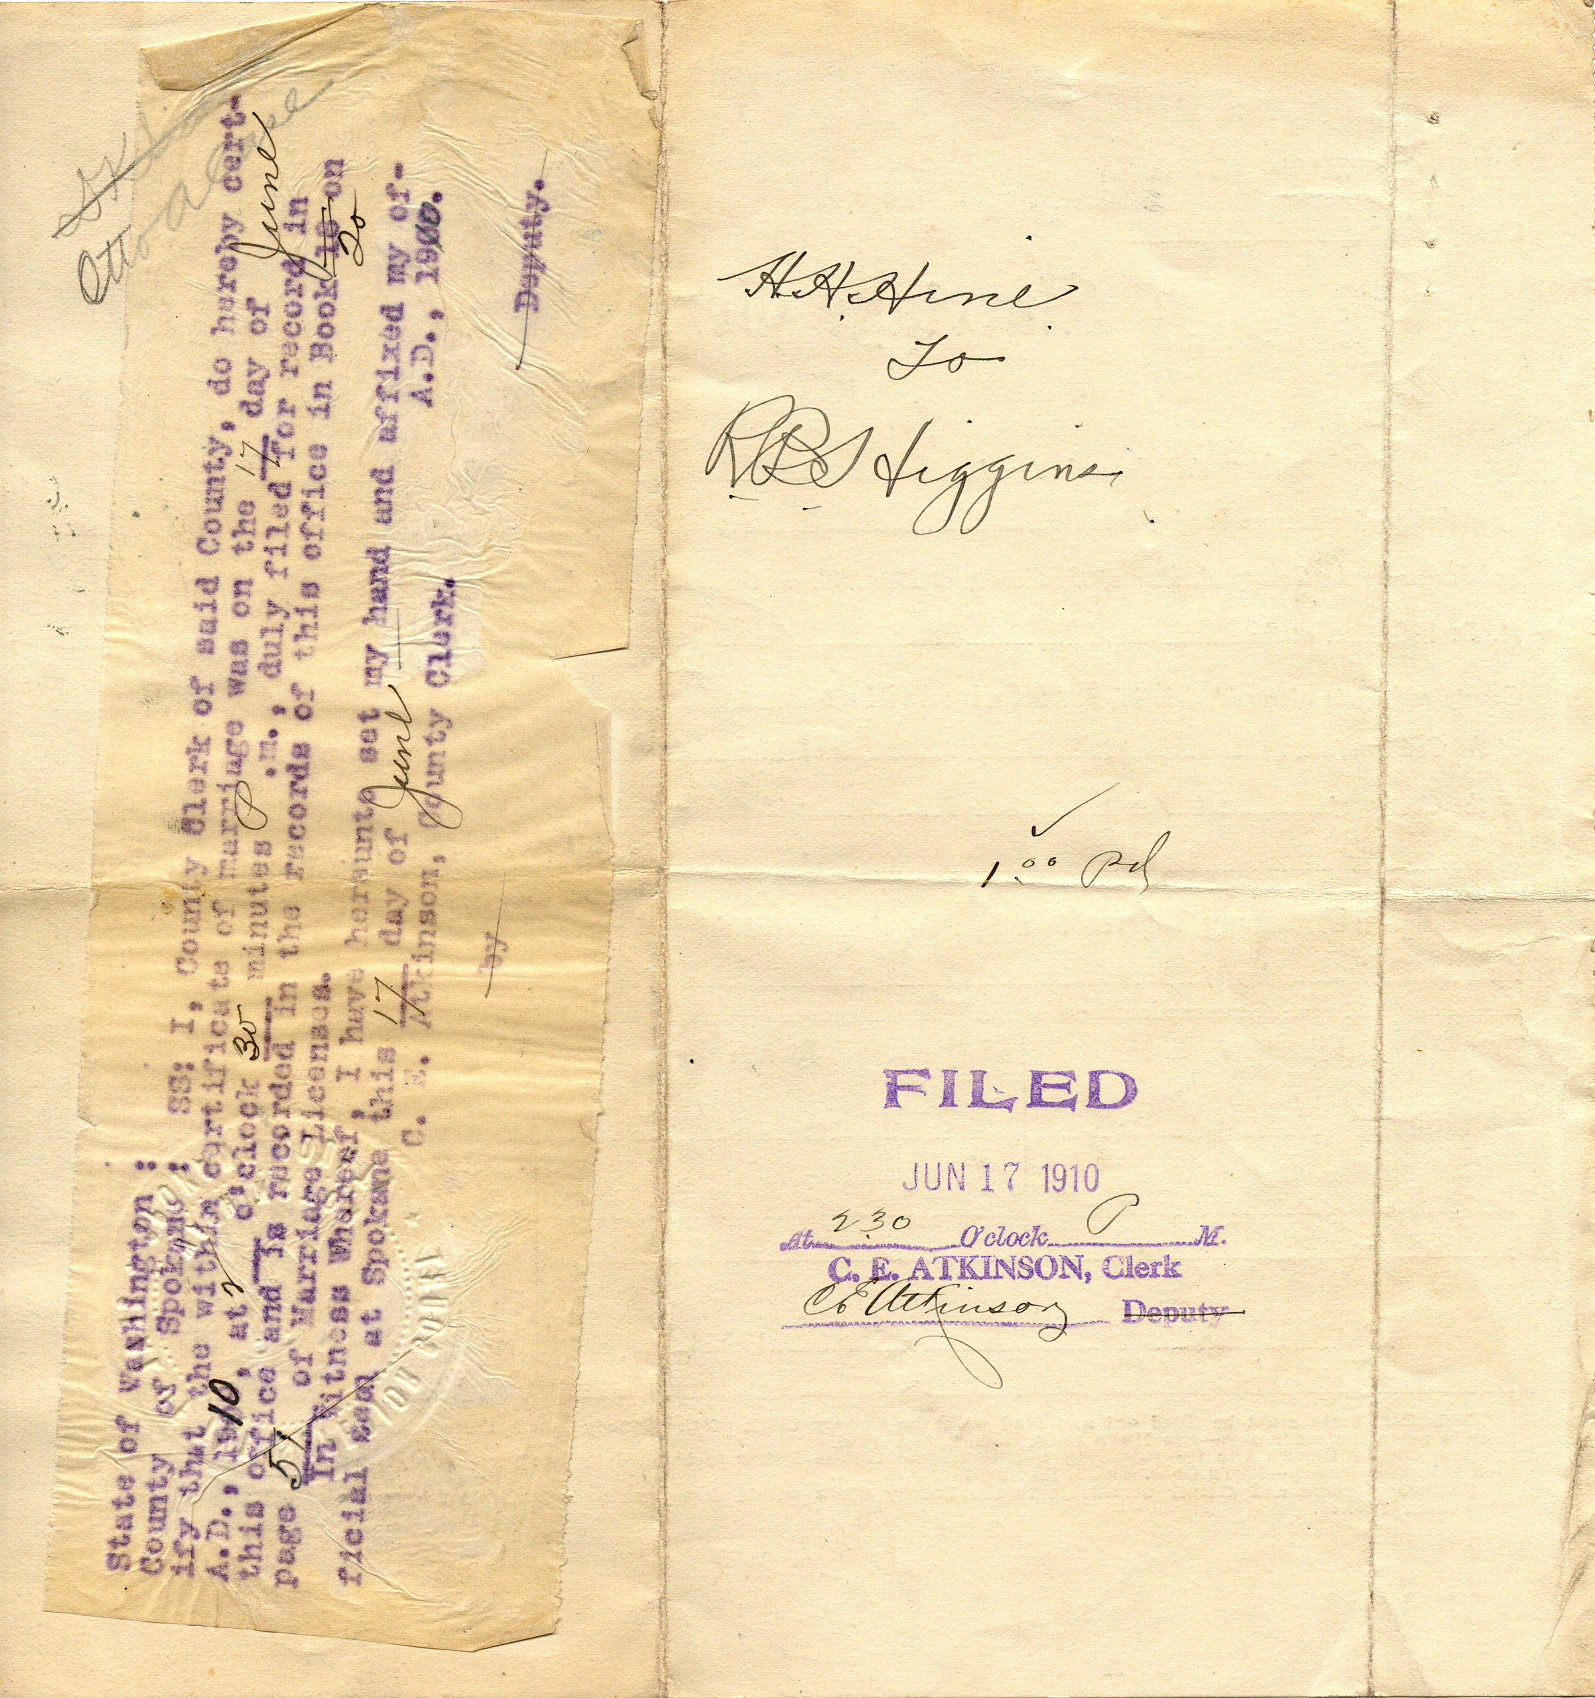 State of Washington :
County of Spokane : SS: I, County Clerk of said County, do hereby cert-
ify that the within certificate of marriage was on the 17 day of June
A.D., 1910, at 2 o'clock 30 minutes P .m., duly filed for record in
this office and is recorded in the records of this office in Book 10 on
20
page 51 of Marriage Licenses.
In Witness Whereof, I have hereunto set my hand and affixed my of-
ficial seal at Spokane this 17 day of June A.D., 1910.
C. E. Atkinson, County Clerk.
by Deputy.
Otto
H. H. Hine
To
Higgins
1.00 Pd
FILED
JUN 17 1910
At 2 30 O'clock P M.
C. E. ATKINSON, Clerk
C E Atkinson Deputy